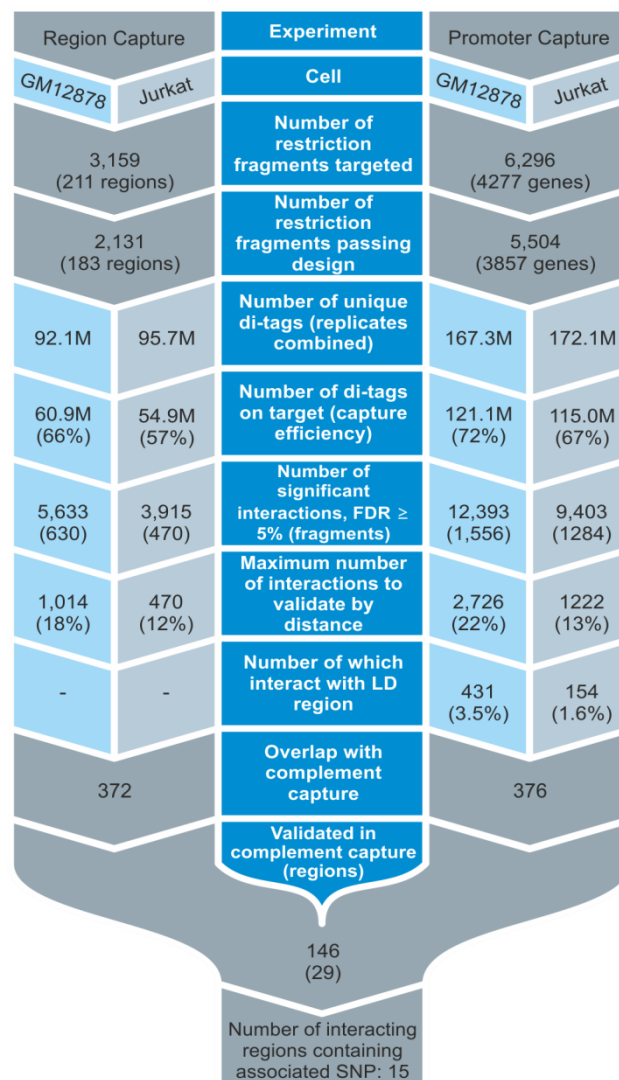 Region Capture
Experiment
Promoter Capture
GM12878
Jurkat
Cell
GM12878
Jurkat
3,159
(211 regions)
Number of
restriction
fragments targeted
6,296
(4277 genes)
2,131
(183 regions)
Number of
restriction
fragments passing
design
5,504
(3857 genes)
92.1M
95.7M
Number of unique
di-tags (replicates
combined)
167.3M
172.1M
60.9M
(66%)
54.9M
(57%)
Number of di-tags
on target (capture
efficiency)
121.1M
(72%)
115.0M
(67%)
5,633
(630)
3,915
(470)
Number of
significant
interactions, FDR ≥
5% (fragments)
12,393
(1,556)
9,403
(1284)
1,014
(18%)
470
(12%)
Maximum number
of interactions to
validate by
distance
2,726
(22%)
1222
(13%)
-
-
Number of which
interact with LD
region
431
(3.5%)
154
(1.6%)
372
Overlap with
complement
capture
376
Validated in
complement capture
(regions)
146
(29)
Number of interacting
regions containing
associated SNP: 15